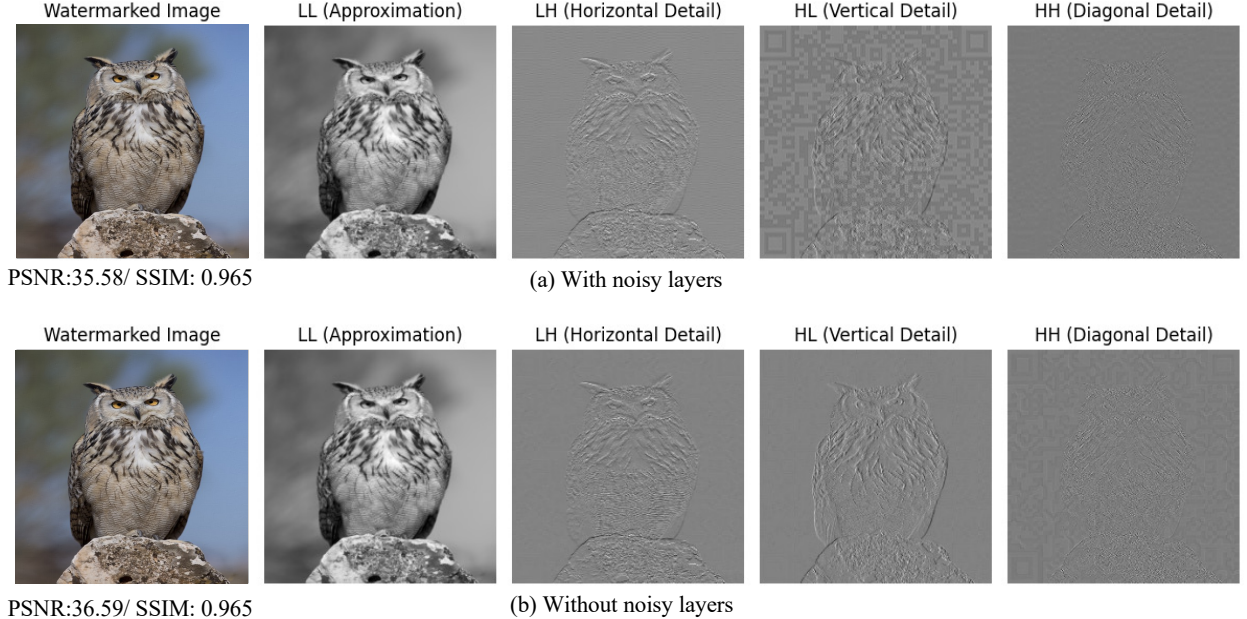 Watermarked Image LL (Approximation) LH (Horizontal Detail) HL (Vertical Detail) HH (Diagonal Detail)
PSNR:35.58/ SSIM: 0.965
(a) With noisy layers
Watermarked Image LL (Approximation) LH (Horizontal Detail) HL (Vertical Detail) HH (Diagonal Detail)
PSNR:36.59/ SSIM: 0.965
(b) Without noisy layers